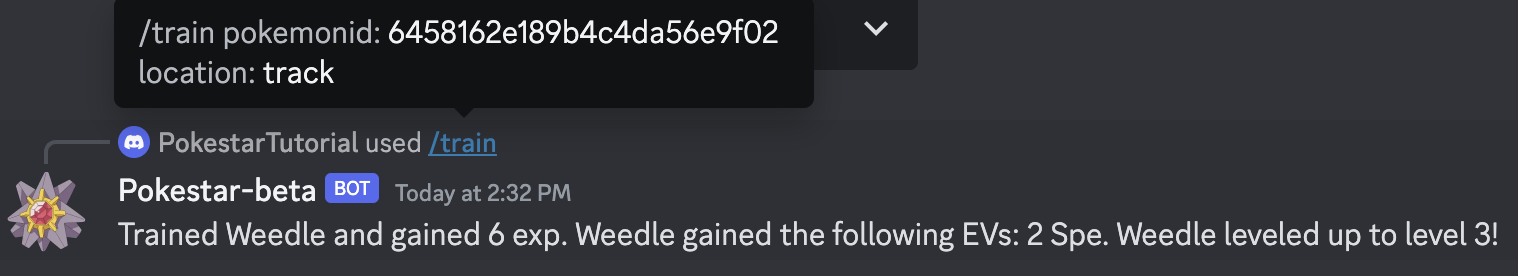 /train pokemonid: 6458162e189b4c4da56e9f02
location: track
PokestarTutorial used /train
Pokestar-beta BOT Today at 2:32 PM
Trained Weedle and gained 6 exp. Weedle gained the following EVs: 2 Spe. Weedle leveled up to level 3!